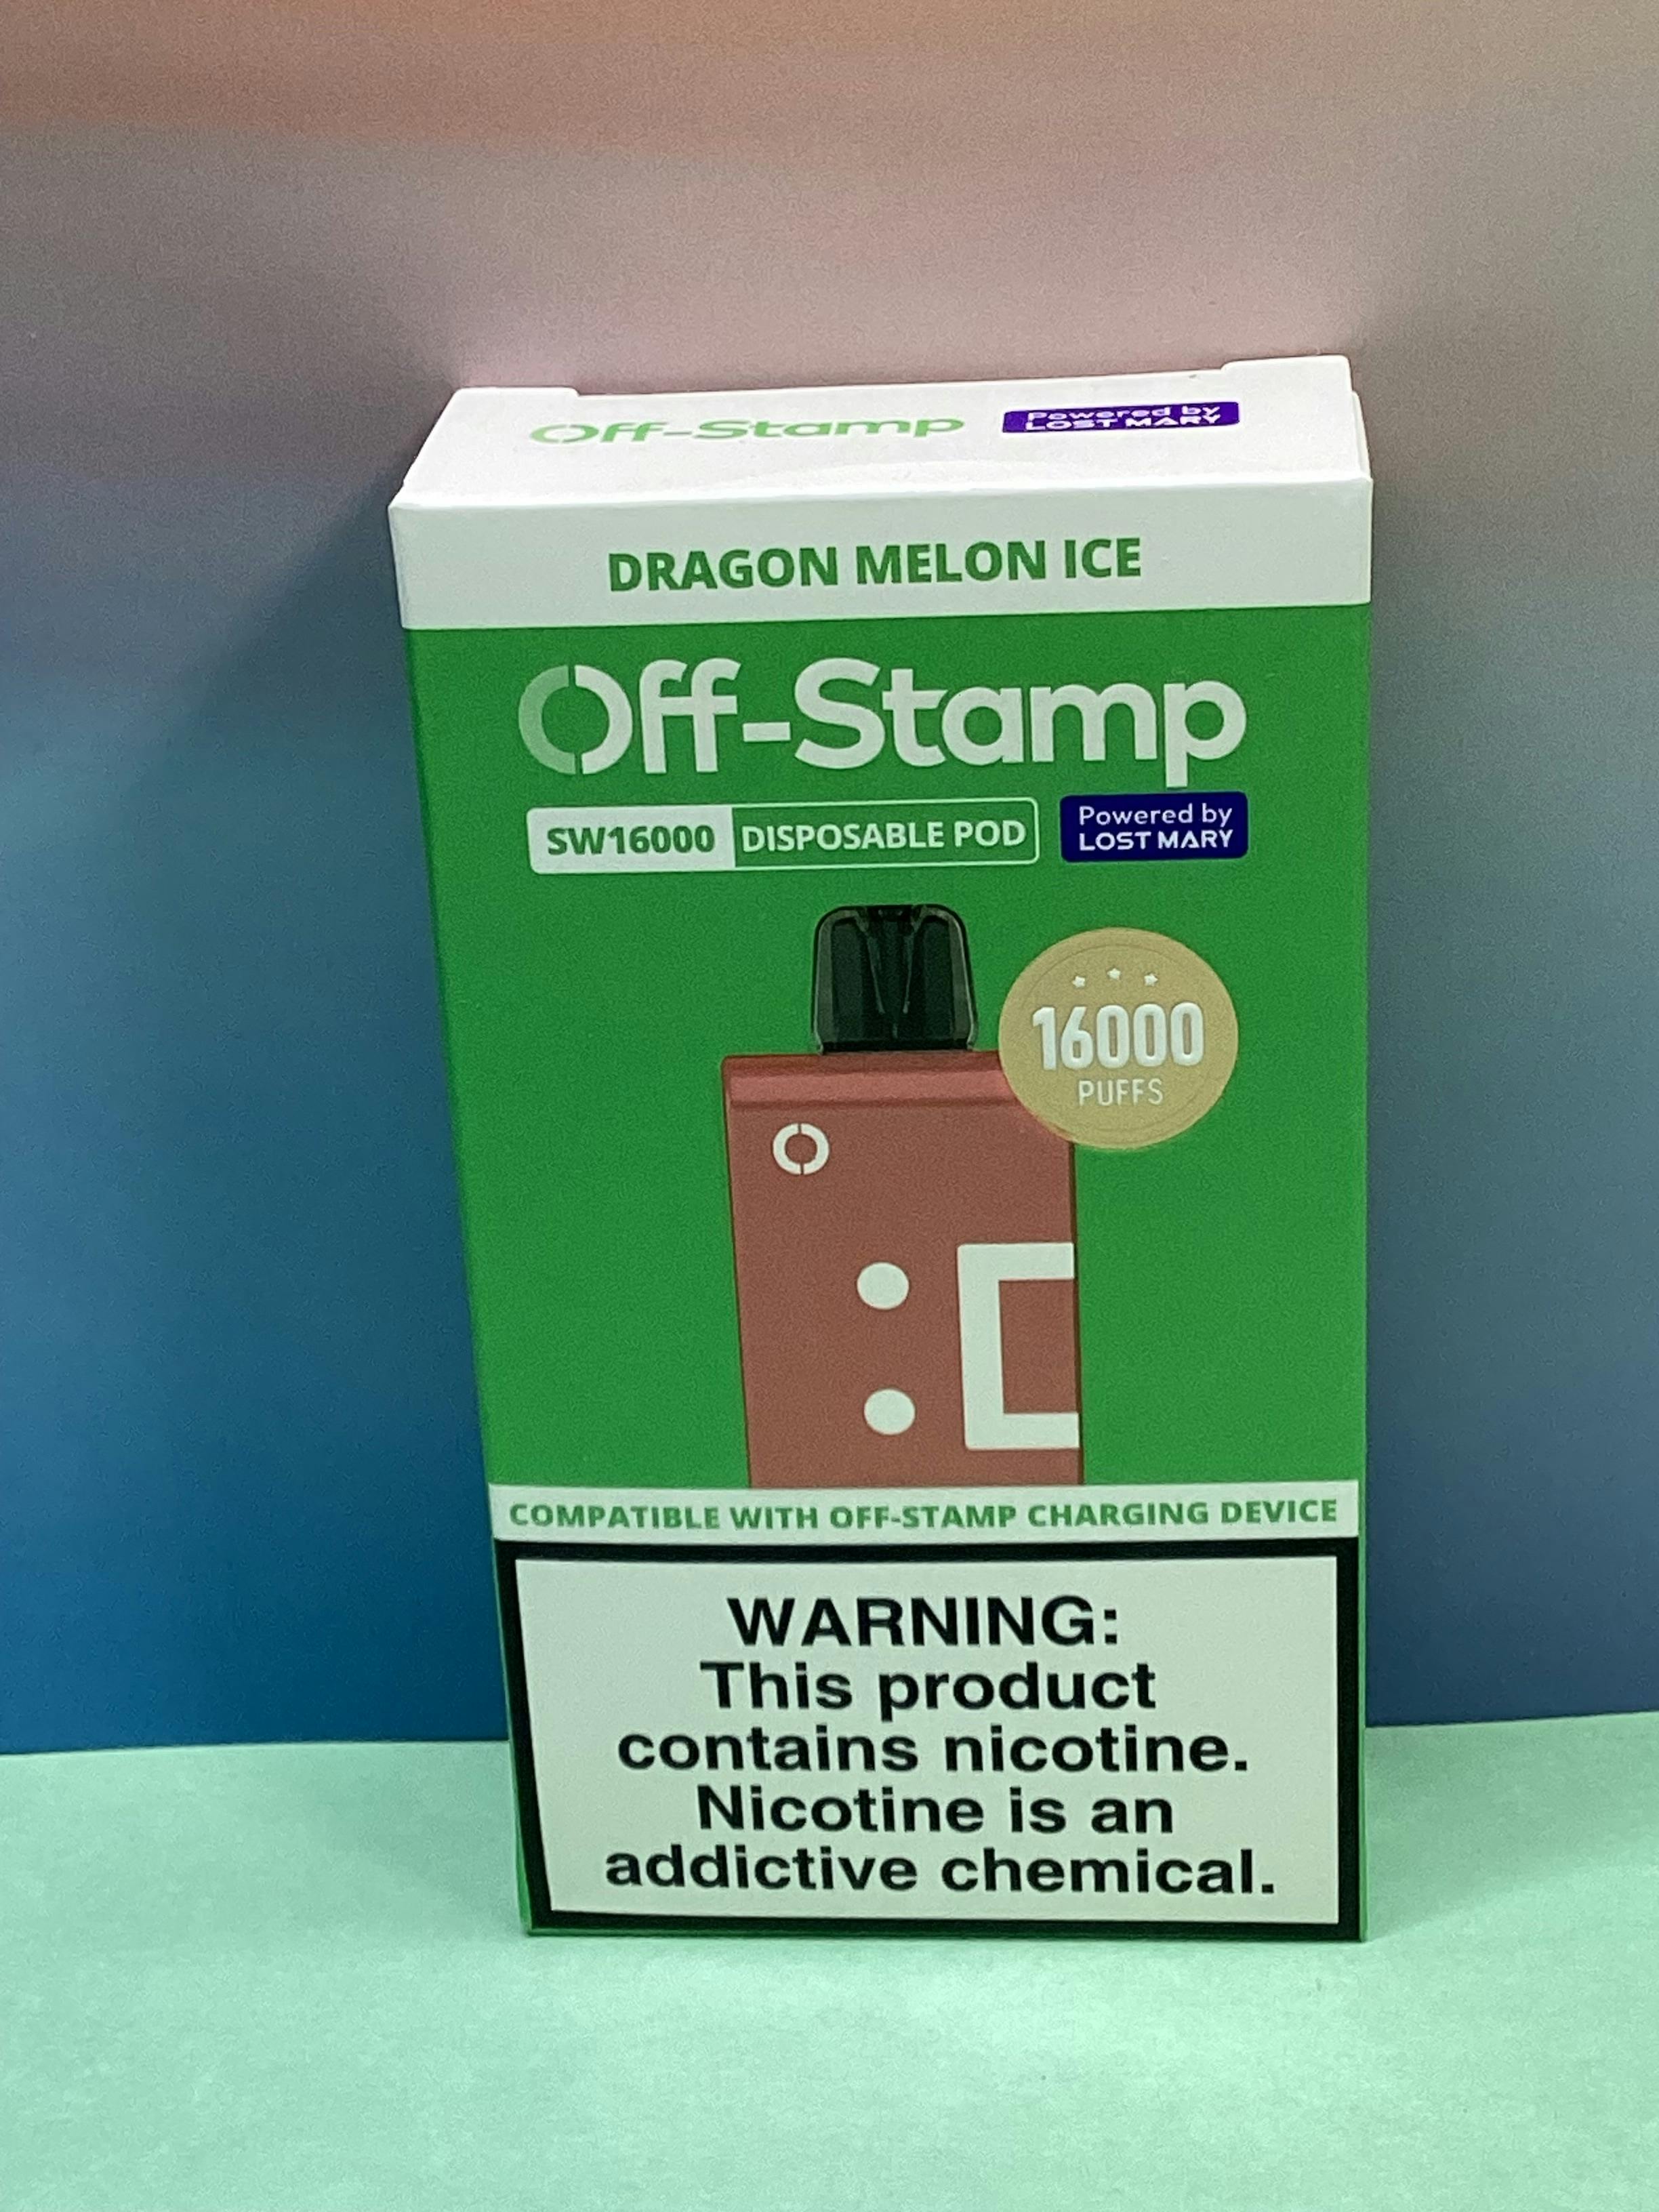 Off-Stamp Powered by
LOST MARY
DRAGON MELON ICE
Off-Stamp
SW16000 DISPOSABLE POD
Powered by
LOST MARY
16000
PUFFS
COMPATIBLE WITH OFF-STAMP CHARGING DEVICE
WARNING:
This product
contains nicotine.
Nicotine is an
addictive chemical.